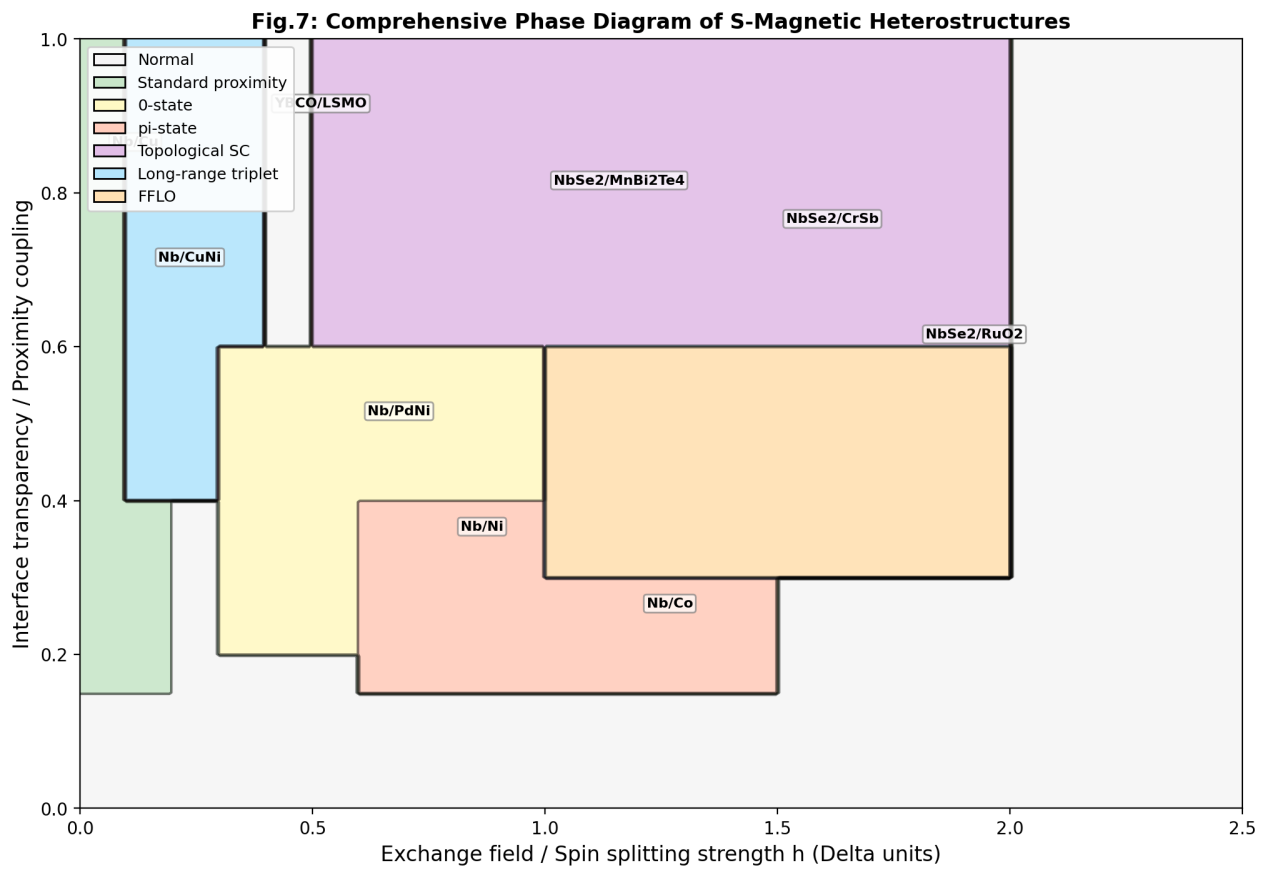 Fig.7: Comprehensive Phase Diagram of S-Magnetic Heterostructures
Interface transparency / Proximity coupling
1.0
0.8
0.6
0.4
0.2
0.0
Normal
Standard proximity
0-state
pi-state
Topological SC
Long-range triplet
FFLO
YBCO/LSMO
Nb/Cu
NbSe2/MnBi2Te4
NbSe2/CrSb
Nb/CuNi
NbSe2/RuO2
Nb/PdNi
Nb/Ni
Nb/Co
0.0
0.5
1.0
1.5
2.0
2.5
Exchange field / Spin splitting strength h (Delta units)